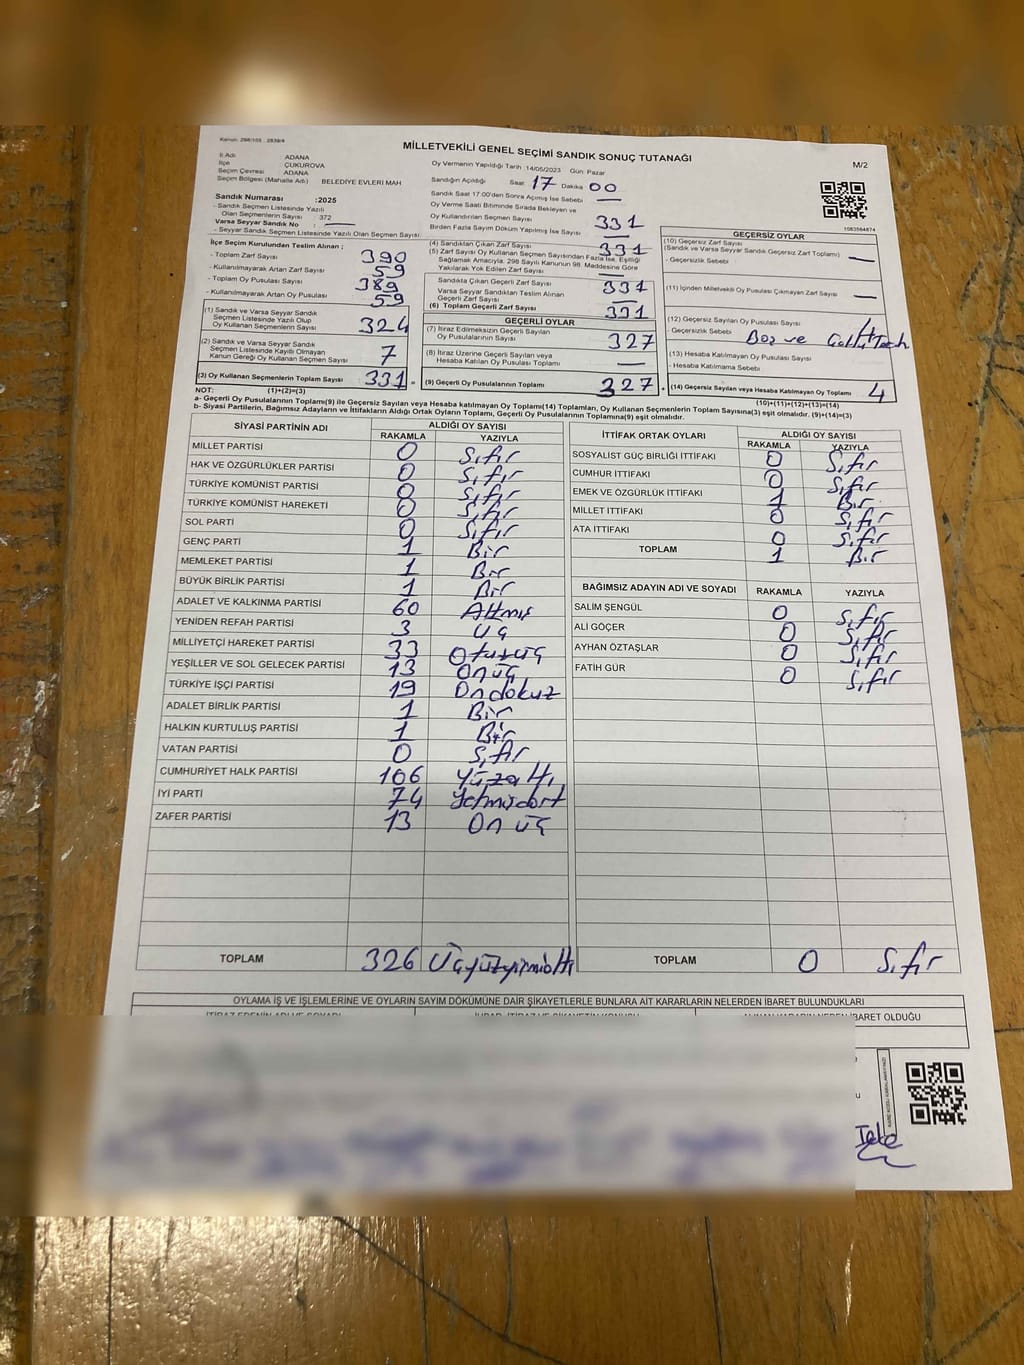 Kanun: 298/105 . 2839/4
MİLLETVEKİLİ GENEL SEÇİMİ SANDIK SONUÇ TUTANAĞI
M/2
İl Adı ADANA
İlçe ÇUKUROVA
Seçim Çevresi ADANA
Seçim Bölgesi (Mahalle Adı) BELEDİYE EVLERİ MAH
Sandık Numarası :2025
- Sandık Seçmen Listesinde Yazılı
Olan Seçmenlerin Sayısı : 372
Varsa Seyyar Sandık No : —
- Seyyar Sandık Seçmen Listesinde Yazılı Olan Seçmen Sayısı
Oy Vermenin Yapıldığı Tarih :14/05/2023 Gün: Pazar
Sandığın Açıldığı Saat: 17 Dakika 00
Sandık Saat 17:00'den Sonra Açılmış İse Sebebi —
Oy Verme Saati Bitiminde Sırada Bekleyen ve
Oy Kullandırılan Seçmen Sayısı
Birden Fazla Sayım Döküm Yapılmış İse Sayısı 331
1083564874
İlçe Seçim Kurulundan Teslim Alınan ;
- Toplam Zarf Sayısı 390
- Kullanılmayarak Artan Zarf Sayısı 59
- Toplam Oy Pusulası Sayısı 389
- Kullanılmayarak Artan Oy Pusulası 59
(1) Sandık ve Varsa Seyyar Sandık
Seçmen Listesinde Yazılı Olup
Oy Kullanan Seçmenlerin Sayısı 324
(2) Sandık ve Varsa Seyyar Sandık
Seçmen Listesinde Kayıtlı Olmayan
Kanun Gereği Oy Kullanan Seçmen Sayısı 7
(3) Oy Kullanan Seçmenlerin Toplam Sayısı 331
(4) Sandıktan Çıkan Zarf Sayısı 331
(5) Zarf Sayısı Oy Kullanan Seçmen Sayısından Fazla İse, Eşitliği
Sağlamak Amacıyla, 298 Sayılı Kanunun 98. Maddesine Göre
Yakılarak Yok Edilen Zarf Sayısı —
Sandıkta Çıkan Geçerli Zarf Sayısı 331
Varsa Seyyar Sandıktan Teslim Alınan
Geçerli Zarf Sayısı —
(6) Toplam Geçerli Zarf Sayısı 331
GEÇERLİ OYLAR
(7) İtiraz Edilmeksizin Geçerli Sayılan
Oy Pusulalarının Sayısı 327
(8) İtiraz Üzerine Geçerli Sayılan veya
Hesaba Katılan Oy Pusulası Toplamı —
= (9) Geçerli Oy Pusulalarının Toplamı 327
GEÇERSİZ OYLAR
(10) Geçersiz Zarf Sayısı
(Sandık ve Varsa Seyyar Sandık Geçersiz Zarf Toplamı) —
- Geçersizlik Sebebi
(11) İçinden Milletvekili Oy Pusulası Çıkmayan Zarf Sayısı —
(12) Geçersiz Sayılan Oy Pusulası Sayısı 4
- Geçersizlik Sebebi Boş ve
(13) Hesaba Katılmayan Oy Pusulası Sayısı
- Hesaba Katılmama Sebebi
+ (14) Geçersiz Sayılan veya Hesaba Katılmayan Oy Toplamı 4
NOT: (1)+(2)=(3) (10)+(11)+(12)+(13)=(14)
a- Geçerli Oy Pusulalarının Toplamı(9) ile Geçersiz Sayılan veya Hesaba Katılmayan Oy Toplamı(14) Toplamları, Oy Kullanan Seçmenlerin Toplam Sayısına(3) eşit olmalıdır. (9)+(14)=(3)
b- Siyasi Partilerin, Bağımsız Adayların ve İttifakların Aldığı Ortak Oyların Toplamı, Geçerli Oy Pusulalarının Toplamına(9) eşit olmalıdır.
SİYASİ PARTİNİN ADI ALDIĞI OY SAYISI
RAKAMLA YAZIYLA
MİLLET PARTİSİ 0 Sıfır
HAK VE ÖZGÜRLÜKLER PARTİSİ 0 Sıfır
TÜRKİYE KOMÜNİST PARTİSİ 0 Sıfır
TÜRKİYE KOMÜNİST HAREKETİ 0 Sıfır
SOL PARTİ 0 Sıfır
GENÇ PARTİ 1 Bir
MEMLEKET PARTİSİ 1 Bir
BÜYÜK BİRLİK PARTİSİ 1 Bir
ADALET VE KALKINMA PARTİSİ 60 Altmış
YENİDEN REFAH PARTİSİ 3 Üç
MİLLİYETÇİ HAREKET PARTİSİ 33 Otuzüç
YEŞİLLER VE SOL GELECEK PARTİSİ 13 Onüç
TÜRKİYE İŞÇİ PARTİSİ 19 Ondokuz
ADALET BİRLİK PARTİSİ 1 Bir
HALKIN KURTULUŞ PARTİSİ 1 Bir
VATAN PARTİSİ 0 Sıfır
CUMHURİYET HALK PARTİSİ 106 Yüzaltı
İYİ PARTİ 74 Yetmişdört
ZAFER PARTİSİ 13 On üç
TOPLAM 326 Üçyüzyirmialtı
İTTİFAK ORTAK OYLARI ALDIĞI OY SAYISI
RAKAMLA YAZIYLA
SOSYALİST GÜÇ BİRLİĞİ İTTİFAKI 0 Sıfır
CUMHUR İTTİFAKI 0 Sıfır
EMEK VE ÖZGÜRLÜK İTTİFAKI 1 Bir
MİLLET İTTİFAKI 0 Sıfır
ATA İTTİFAKI 0 Sıfır
TOPLAM 1 Bir
BAĞIMSIZ ADAYIN ADI VE SOYADI RAKAMLA YAZIYLA
SALİM ŞENGÜL 0 Sıfır
ALİ GÖÇER 0 Sıfır
AYHAN ÖZTAŞLAR 0 Sıfır
FATİH GÜR 0 Sıfır
TOPLAM 0 Sıfır
OYLAMA İŞ VE İŞLEMLERİNE VE OYLARIN SAYIM DÖKÜMÜNE DAİR ŞİKAYETLERLE BUNLARA AİT KARARLARIN NELERDEN İBARET BULUNDUKLARI
İTİRAZ EDENİN ADI VE SOYADI İHBAR, İTİRAZ VE ŞİKAYETİN KONUSU ALINAN KARARIN NEDEN İBARET OLDUĞU